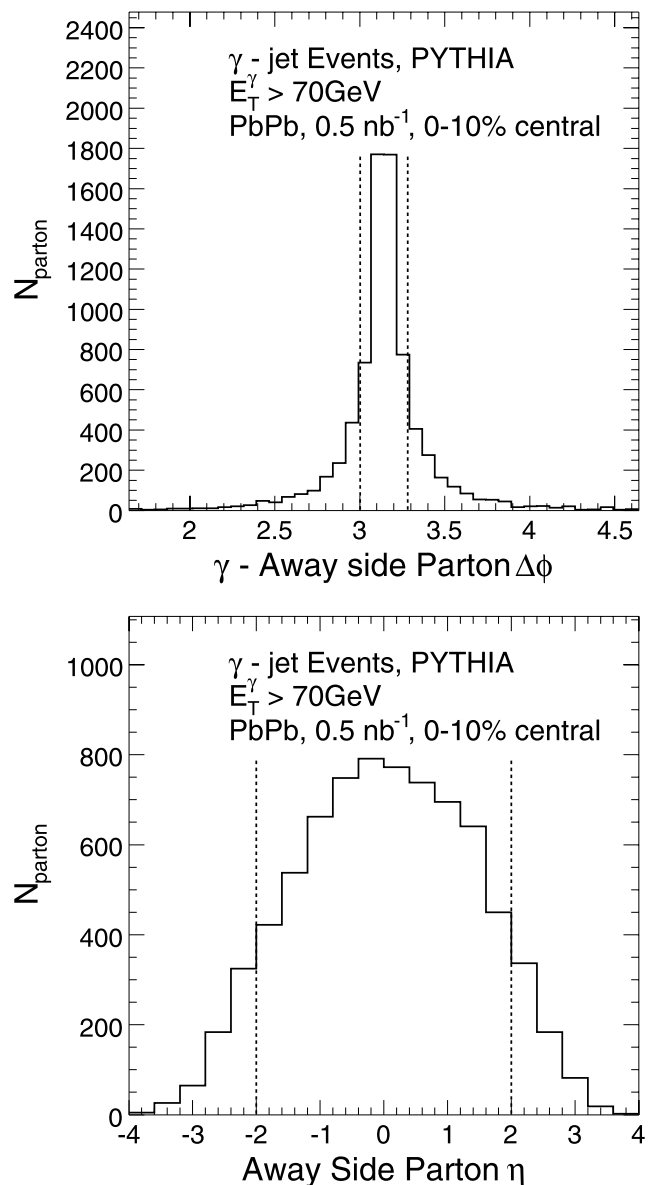 2400
2200
2000
1800
1600
1400
1200
1000
800
600
400
200
0
N_parton
γ - jet Events, PYTHIA
E_T^γ > 70GeV
PbPb, 0.5 nb⁻¹, 0-10% central
2 2.5 3 3.5 4 4.5
γ - Away side Parton Δϕ
1000
800
600
400
200
0
N_parton
γ - jet Events, PYTHIA
E_T^γ > 70GeV
PbPb, 0.5 nb⁻¹, 0-10% central
-4 -3 -2 -1 0 1 2 3 4
Away Side Parton η